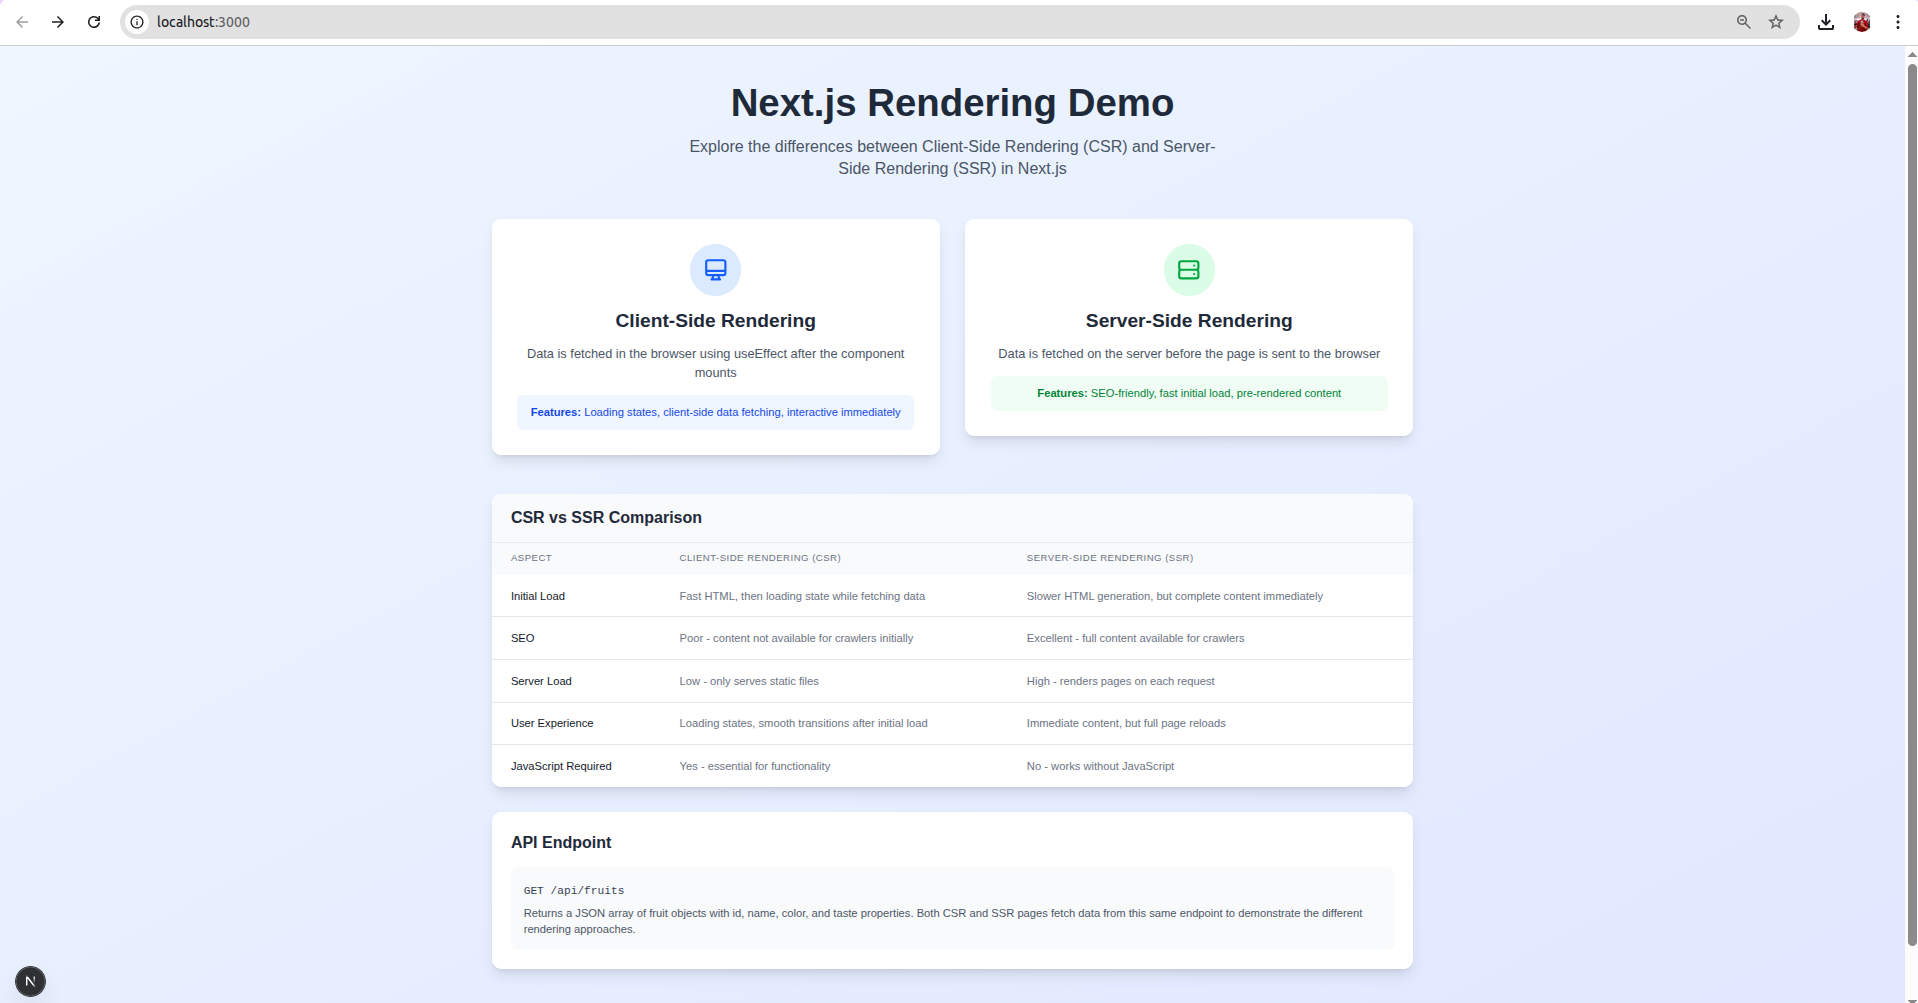 localhost:3000
Next.js Rendering Demo
Explore the differences between Client-Side Rendering (CSR) and Server-
Side Rendering (SSR) in Next.js
Client-Side Rendering
Data is fetched in the browser using useEffect after the component
mounts
Features: Loading states, client-side data fetching, interactive immediately
Server-Side Rendering
Data is fetched on the server before the page is sent to the browser
Features: SEO-friendly, fast initial load, pre-rendered content
CSR vs SSR Comparison
ASPECT CLIENT-SIDE RENDERING (CSR) SERVER-SIDE RENDERING (SSR)
Initial Load Fast HTML, then loading state while fetching data Slower HTML generation, but complete content immediately
SEO Poor - content not available for crawlers initially Excellent - full content available for crawlers
Server Load Low - only serves static files High - renders pages on each request
User Experience Loading states, smooth transitions after initial load Immediate content, but full page reloads
JavaScript Required Yes - essential for functionality No - works without JavaScript
API Endpoint
GET /api/fruits
Returns a JSON array of fruit objects with id, name, color, and taste properties. Both CSR and SSR pages fetch data from this same endpoint to demonstrate the different
rendering approaches.
N